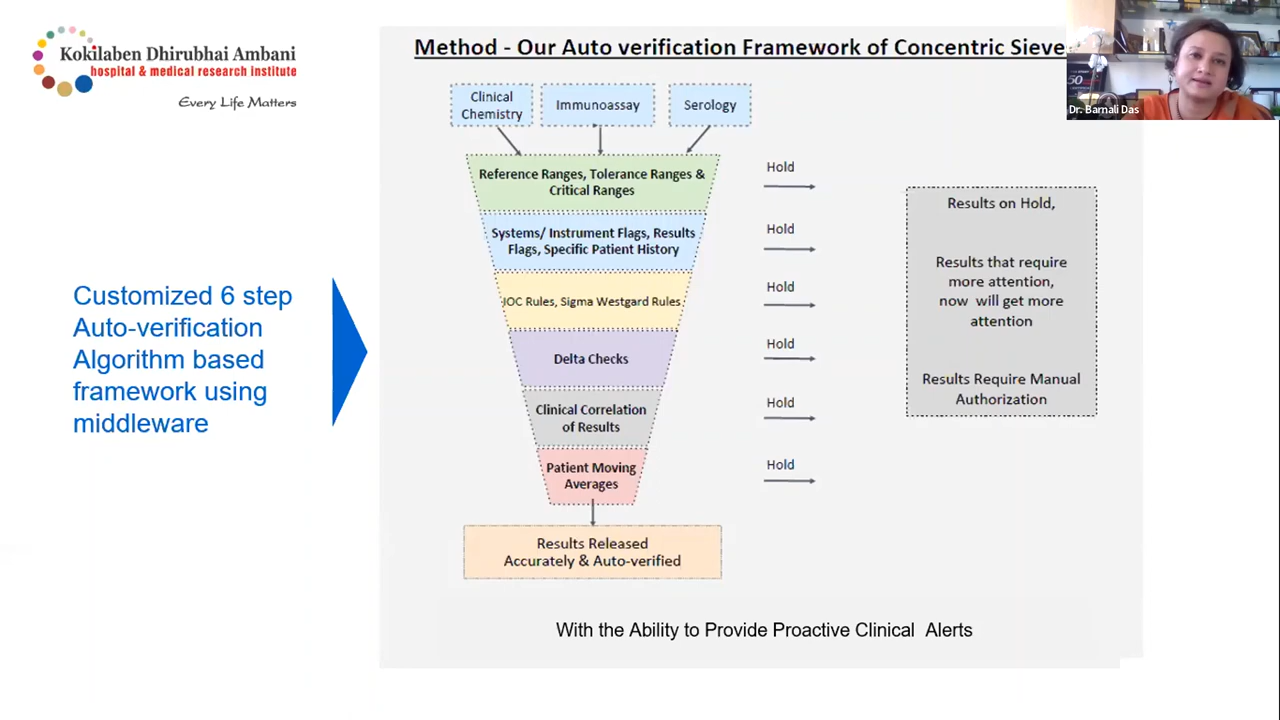 Kokilaben Dhirubhai Ambani
hospital & medical research institute
Every Life Matters
Method - Our Auto verification Framework of Concentric Sieve
Dr. Barnali Das
Clinical
Chemistry
Immunoassay
Serology
Reference Ranges, Tolerance Ranges &
Critical Ranges
Hold
Systems/ Instrument Flags, Results
Flags, Specific Patient History
Hold
IOC Rules, Sigma Westgard Rules
Hold
Delta Checks
Hold
Clinical Correlation
of Results
Hold
Patient Moving
Averages
Hold
Results Released
Accurately & Auto-verified
Results on Hold,
Results that require
more attention,
now will get more
attention
Results Require Manual
Authorization
Customized 6 step
Auto-verification
Algorithm based
framework using
middleware
With the Ability to Provide Proactive Clinical Alerts